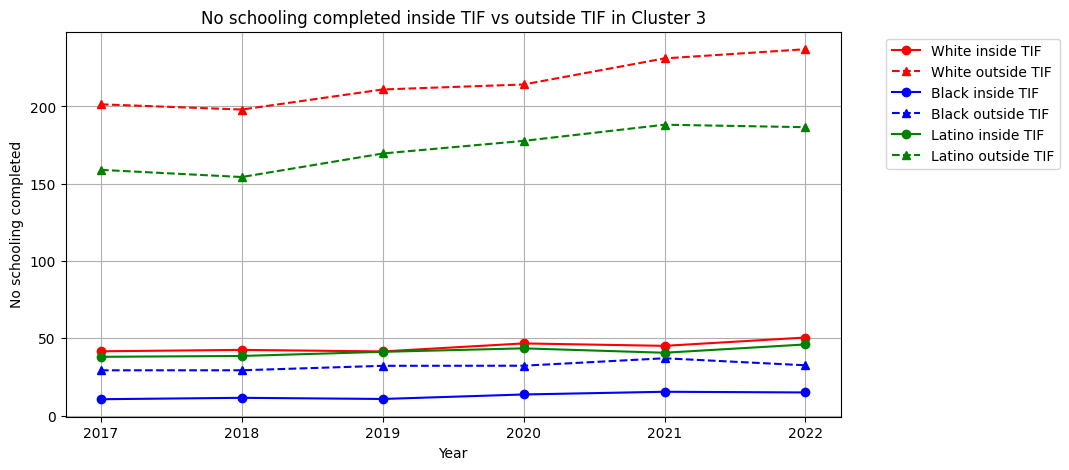 No schooling completed inside TIF vs outside TIF in Cluster 3
No schooling completed
200
150
100
50
0
2017 2018 2019 2020 2021 2022
Year
White inside TIF
White outside TIF
Black inside TIF
Black outside TIF
Latino inside TIF
Latino outside TIF